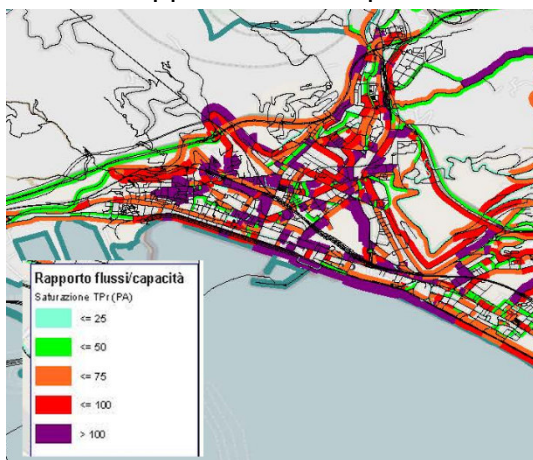 Rapporto flussi/capacità
Saturazione TPr (PA)
<= 25
<= 50
<= 75
<= 100
> 100